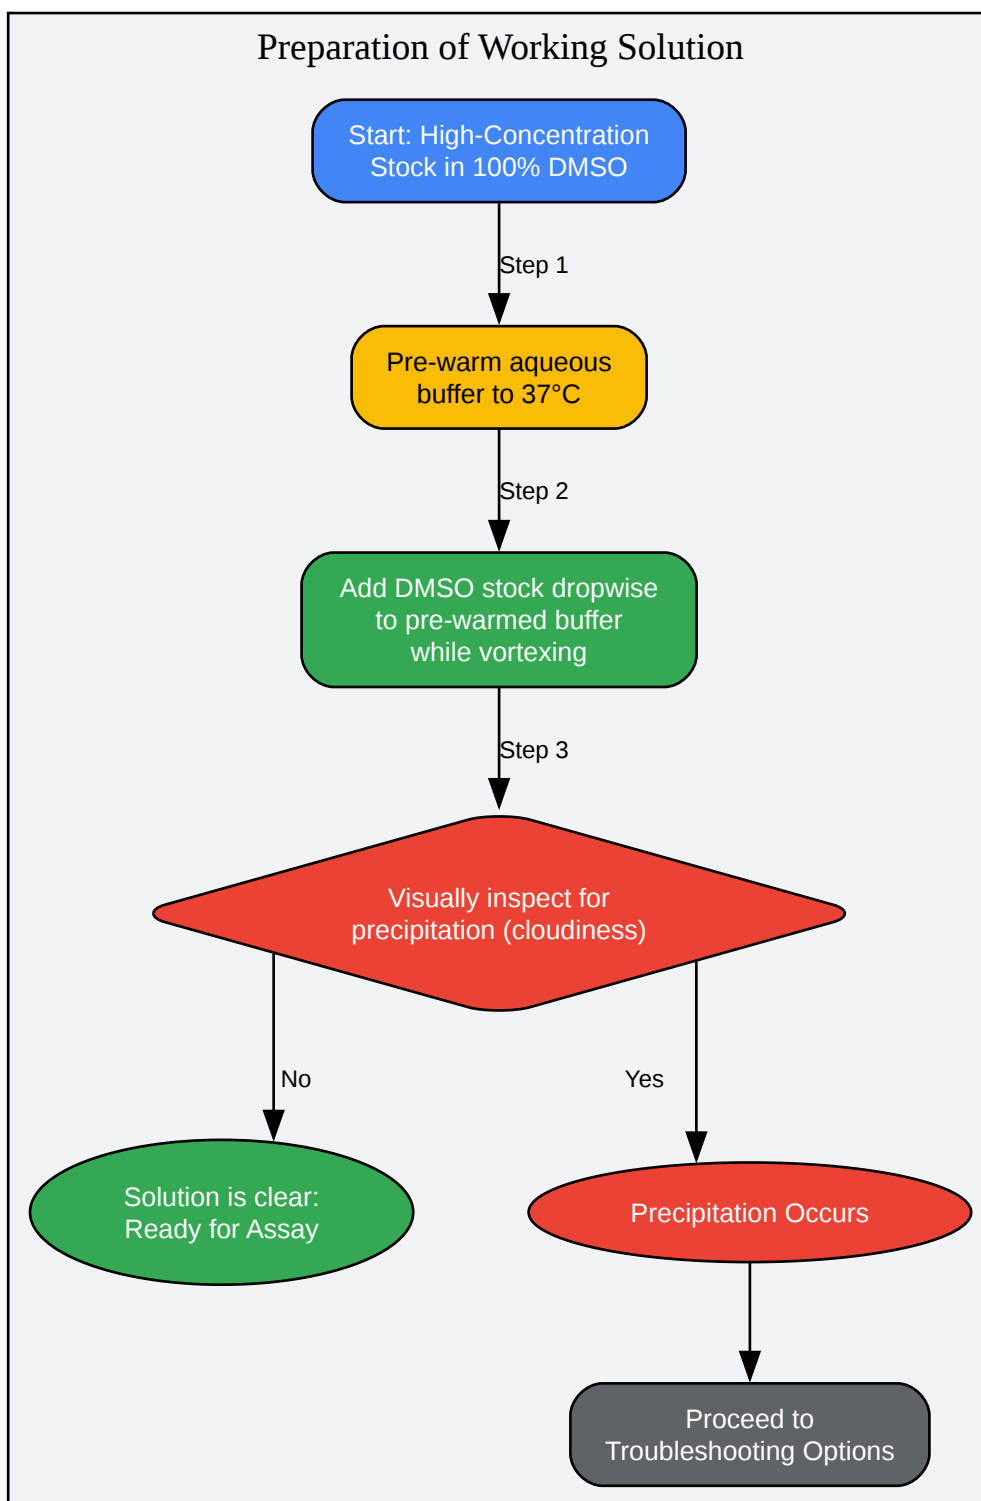 Preparation of Working Solution
Start: High-Concentration
Stock in 100% DMSO
Step 1
Pre-warm aqueous
buffer to 37°C
Step 2
Add DMSO stock dropwise
to pre-warmed buffer
while vortexing
Step 3
Visually inspect for
precipitation (cloudiness)
No
Yes
Solution is clear:
Ready for Assay
Precipitation Occurs
Proceed to
Troubleshooting Options